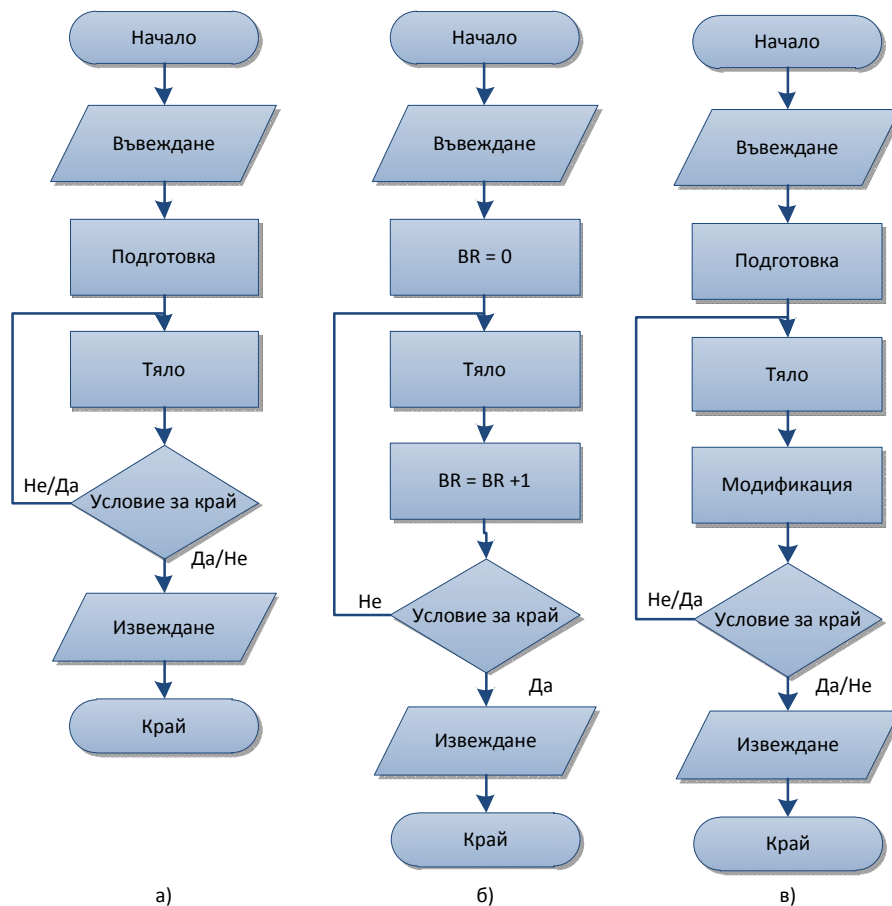 Начало
Въвеждане
Подготовка
Тяло
Не/Да
Условие за край
Да/Не
Извеждане
Край
а)
Начало
Въвеждане
BR = 0
Тяло
BR = BR +1
Не
Условие за край
Да
Извеждане
Край
б)
Начало
Въвеждане
Подготовка
Тяло
Модификация
Не/Да
Условие за край
Да/Не
Извеждане
Край
в)